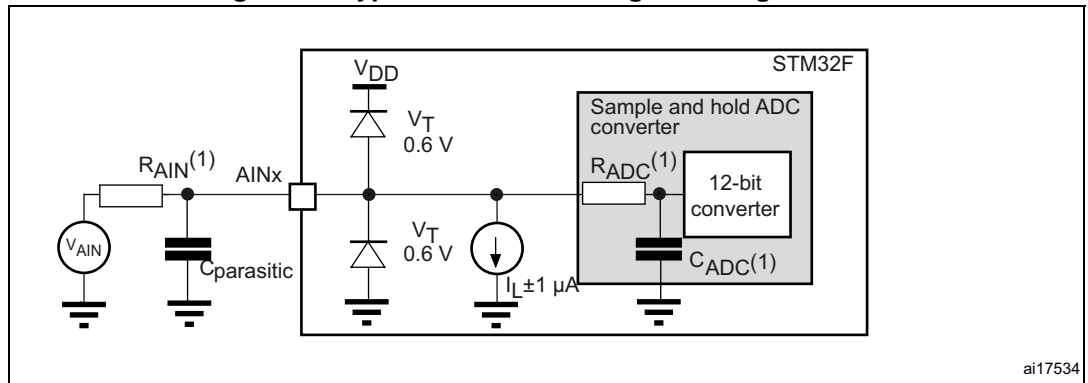 STM32F
VDD
Sample and hold ADC
converter
VT
0.6 V
RAIN(1)
AINx
RADC(1)
12-bit
converter
VAIN
Cparasitic
VT
0.6 V
IL±1 µA
CADC(1)
ai17534